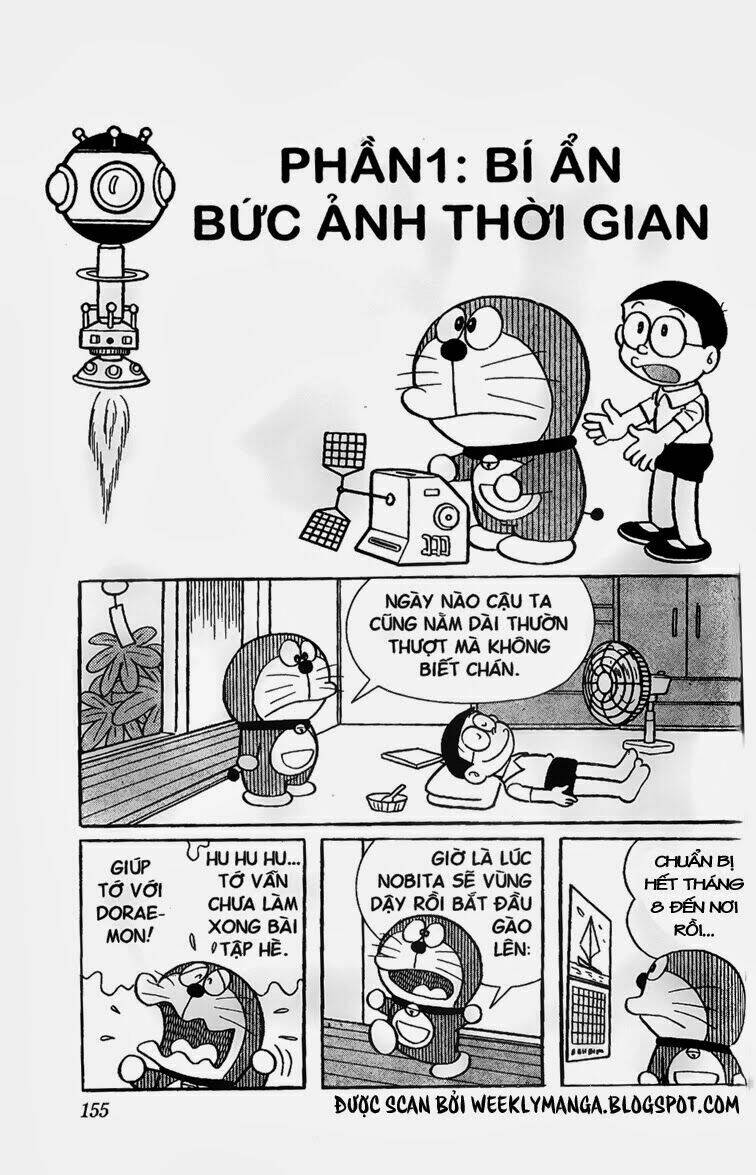 PHẦN1: BÍ ẨN
BỨC ẢNH THỜI GIAN
NGÀY NÀO CẬU TA
CŨNG NẰM DÀI THƯỜN
THƯỢT MÀ KHÔNG
BIẾT CHÁN.
CHUẨN BỊ
HẾT THÁNG
8 ĐẾN NƠI
RỒI...
GIỜ LÀ LÚC
NOBITA SẼ VÙNG
DẬY RỒI BẮT ĐẦU
GÀO
LÊN:
HU HU HU...
TỚ VẪN
CHƯA LÀM
XONG BÀI
TẬP HÈ.
GIÚP
TỚ VỚI
DORAE-
MON!
155
ĐƯỢC SCAN BỞI WEEKLYMANGA.BLOGSPOT.COM